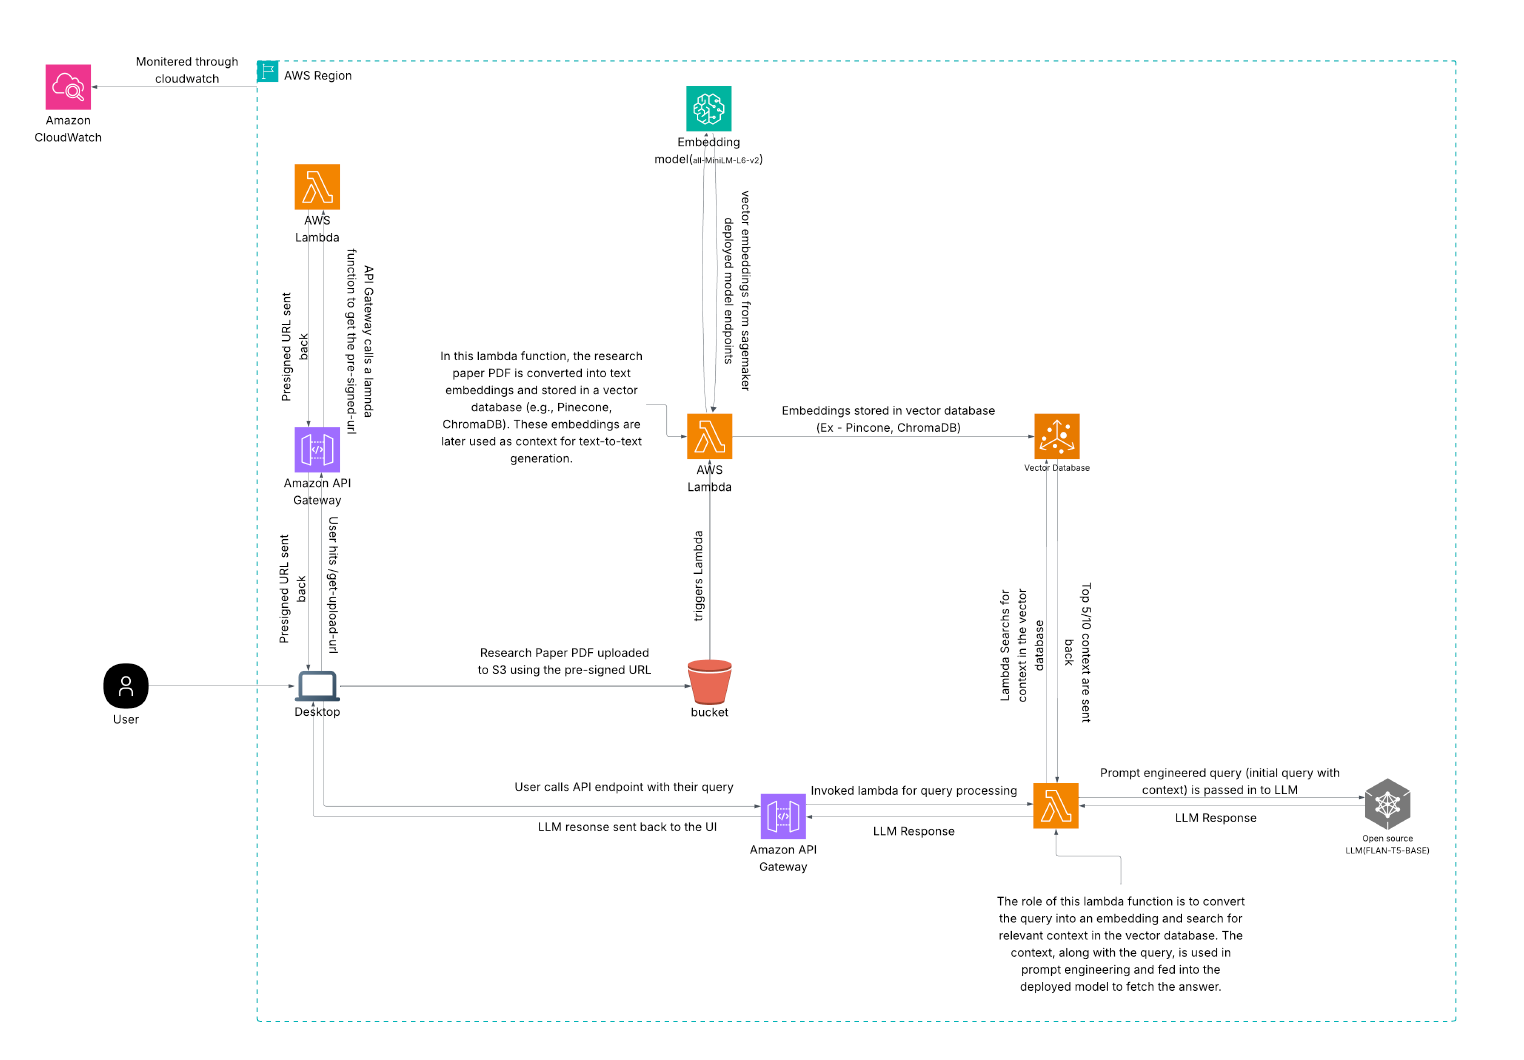 Monitered through
cloudwatch
AWS Region
Amazon
CloudWatch
Embedding
model(all-MiniLM-L6-v2)
AWS
Lambda
Presigned URL sent
back
API Gateway calls a lamnda
function to get the pre-signed-url
vector embeddings from sagemaker
deployed model endpoints
In this lambda function, the research
paper PDF is converted into text
embeddings and stored in a vector
database (e.g., Pinecone,
ChromaDB). These embeddings are
later used as context for text-to-text
generation.
Embeddings stored in vector database
(Ex - Pincone, ChromaDB)
AWS
Lambda
Vector Database
Amazon API
Gateway
Presigned URL sent
back
User hits /get-upload-url
triggers Lambda
Lambda Searchs for
context in the vector
database
Top 5/10 context are sent
back
Research Paper PDF uploaded
to S3 using the pre-signed URL
User
Desktop
bucket
User calls API endpoint with their query
LLM resonse sent back to the UI
Invoked lambda for query processing
LLM Response
Amazon API
Gateway
Prompt engineered query (initial query with
context) is passed in to LLM
LLM Response
Open source
LLM(FLAN-T5-BASE)
The role of this lambda function is to convert
the query into an embedding and search for
relevant context in the vector database. The
context, along with the query, is used in
prompt engineering and fed into the
deployed model to fetch the answer.